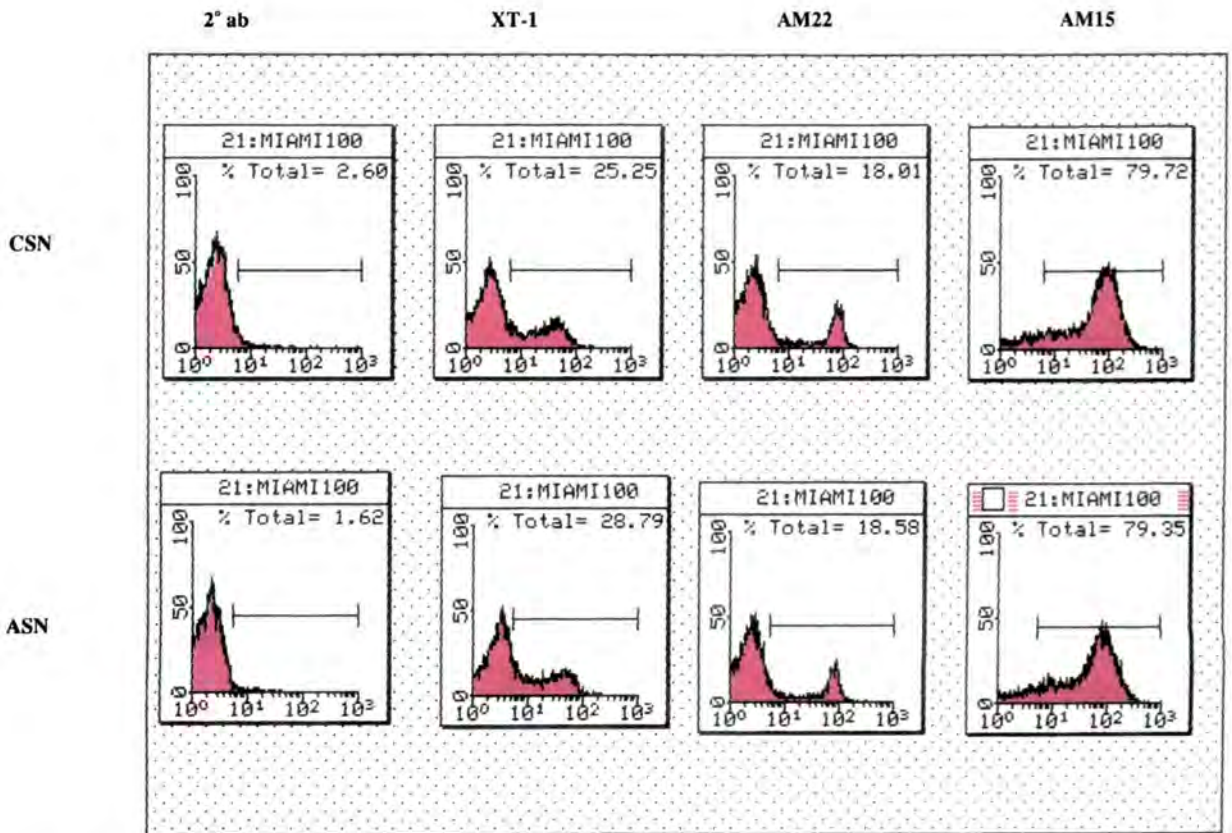 2° ab XT-1 AM22 AM15
CSN
21:MIAMI100
% Total= 2.60
100
50
0
10⁰ 10¹ 10² 10³
21:MIAMI100
% Total= 25.25
100
50
0
10⁰ 10¹ 10² 10³
21:MIAMI100
% Total= 18.01
100
50
0
10⁰ 10¹ 10² 10³
21:MIAMI100
% Total= 79.72
100
50
0
10⁰ 10¹ 10² 10³
ASN
21:MIAMI100
% Total= 1.62
100
50
0
10⁰ 10¹ 10² 10³
21:MIAMI100
% Total= 28.79
100
50
0
10⁰ 10¹ 10² 10³
21:MIAMI100
% Total= 18.58
100
50
0
10⁰ 10¹ 10² 10³
21:MIAMI100
% Total= 79.35
100
50
0
10⁰ 10¹ 10² 10³